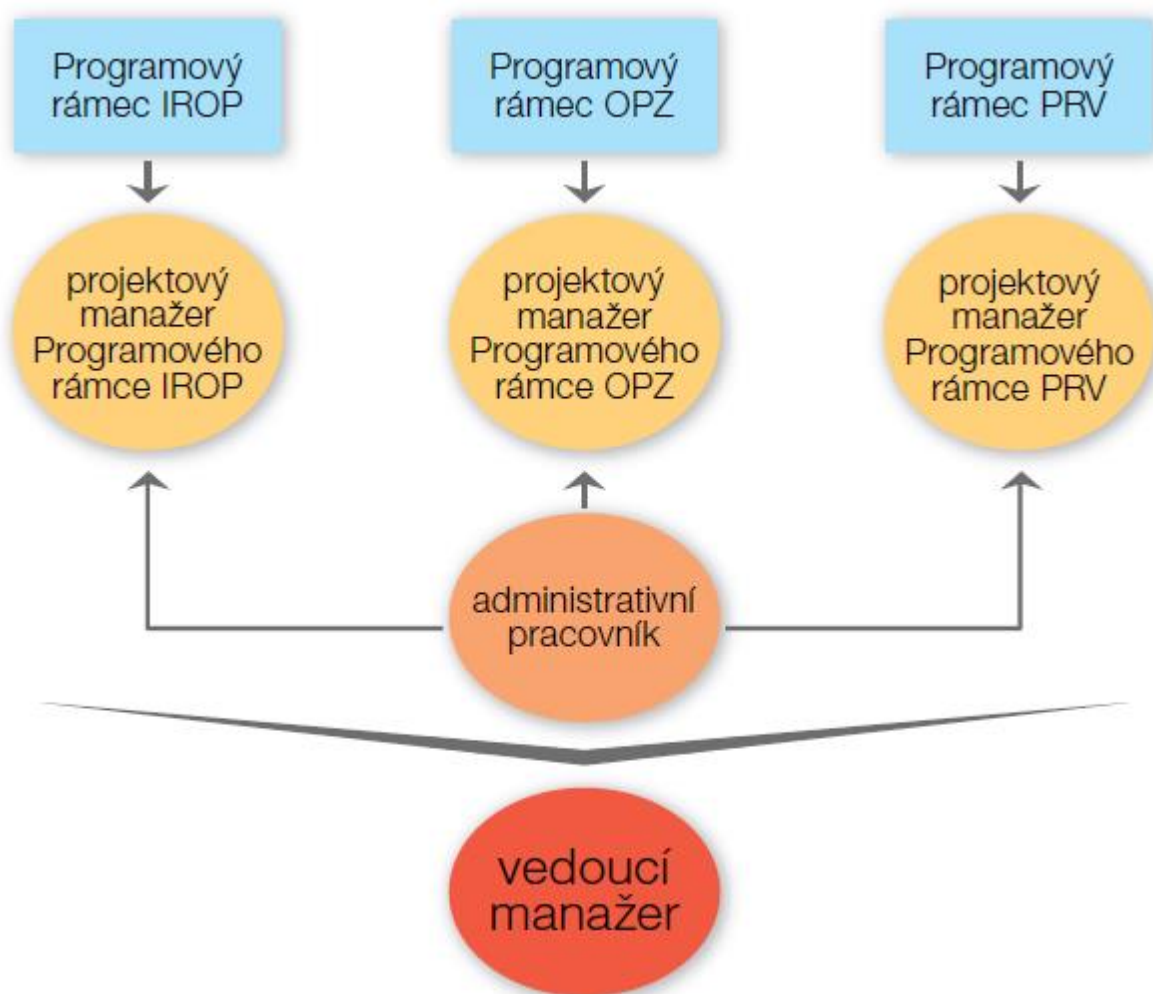 Programový
rámec IROP
Programový
rámec OPZ
Programový
rámec PRV
projektový
manažer
Programového
rámce IROP
projektový
manažer
Programového
rámce OPZ
projektový
manažer
Programového
rámce PRV
administrativní
pracovník
vedoucí
manažer